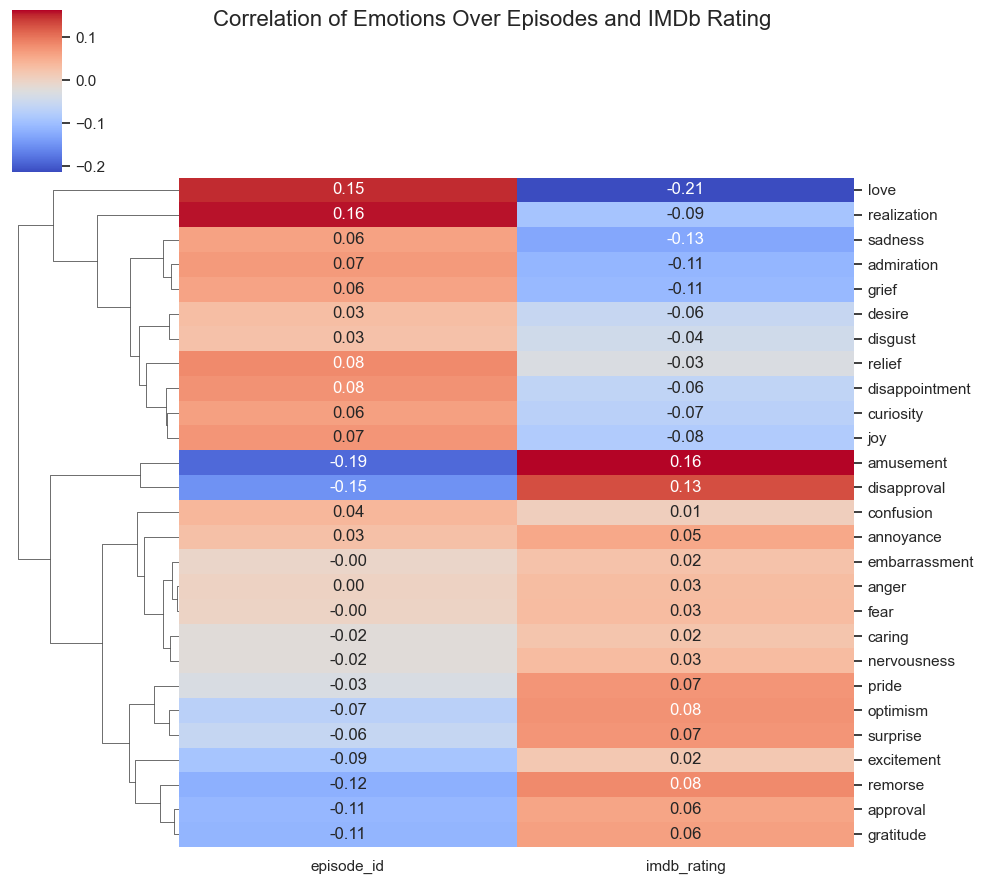 Correlation of Emotions Over Episodes and IMDb Rating
0.1
0.0
−0.1
−0.2
0.15 -0.21 love
0.16 -0.09 realization
0.06 -0.13 sadness
0.07 -0.11 admiration
0.06 -0.11 grief
0.03 -0.06 desire
0.03 -0.04 disgust
0.08 -0.03 relief
0.08 -0.06 disappointment
0.06 -0.07 curiosity
0.07 -0.08 joy
-0.19 0.16 amusement
-0.15 0.13 disapproval
0.04 0.01 confusion
0.03 0.05 annoyance
-0.00 0.02 embarrassment
0.00 0.03 anger
-0.00 0.03 fear
-0.02 0.02 caring
-0.02 0.03 nervousness
-0.03 0.07 pride
-0.07 0.08 optimism
-0.06 0.07 surprise
-0.09 0.02 excitement
-0.12 0.08 remorse
-0.11 0.06 approval
-0.11 0.06 gratitude
episode_id imdb_rating